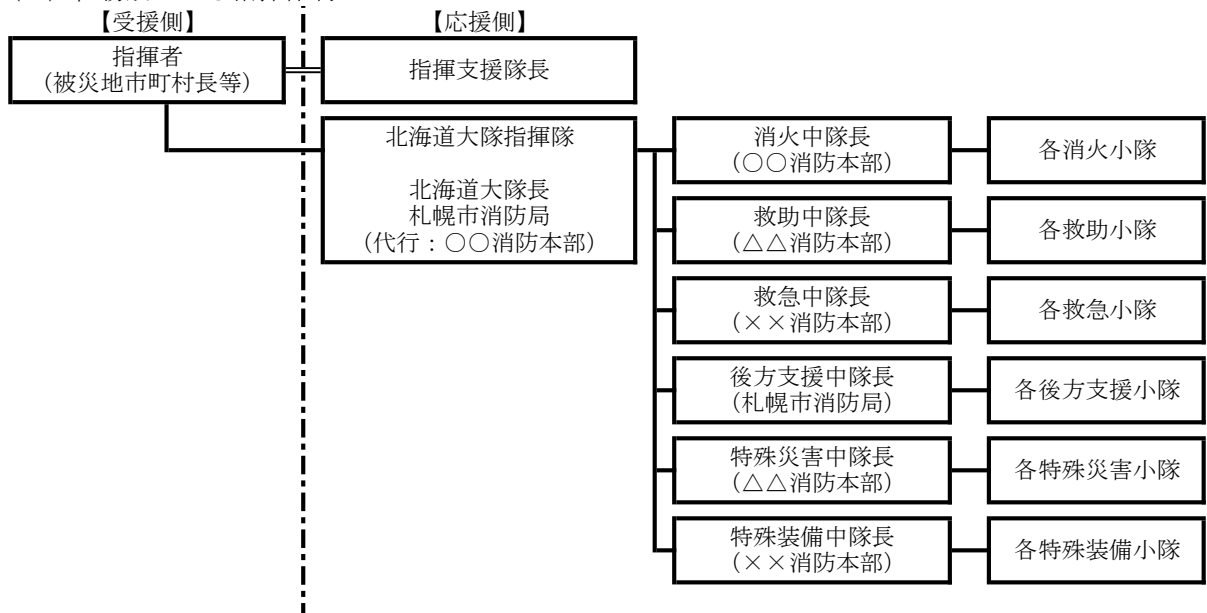 【受援側】
【応援側】
指揮者
(被災地市町村長等)
指揮支援隊長
北海道大隊指揮隊
北海道大隊長
札幌市消防局
(代行：○○消防本部)
消火中隊長
(○○消防本部)
各消火小隊
救助中隊長
(△△消防本部)
各救助小隊
救急中隊長
(××消防本部)
各救急小隊
後方支援中隊長
(札幌市消防局)
各後方支援小隊
特殊災害中隊長
(△△消防本部)
各特殊災害小隊
特殊装備中隊長
(××消防本部)
各特殊装備小隊